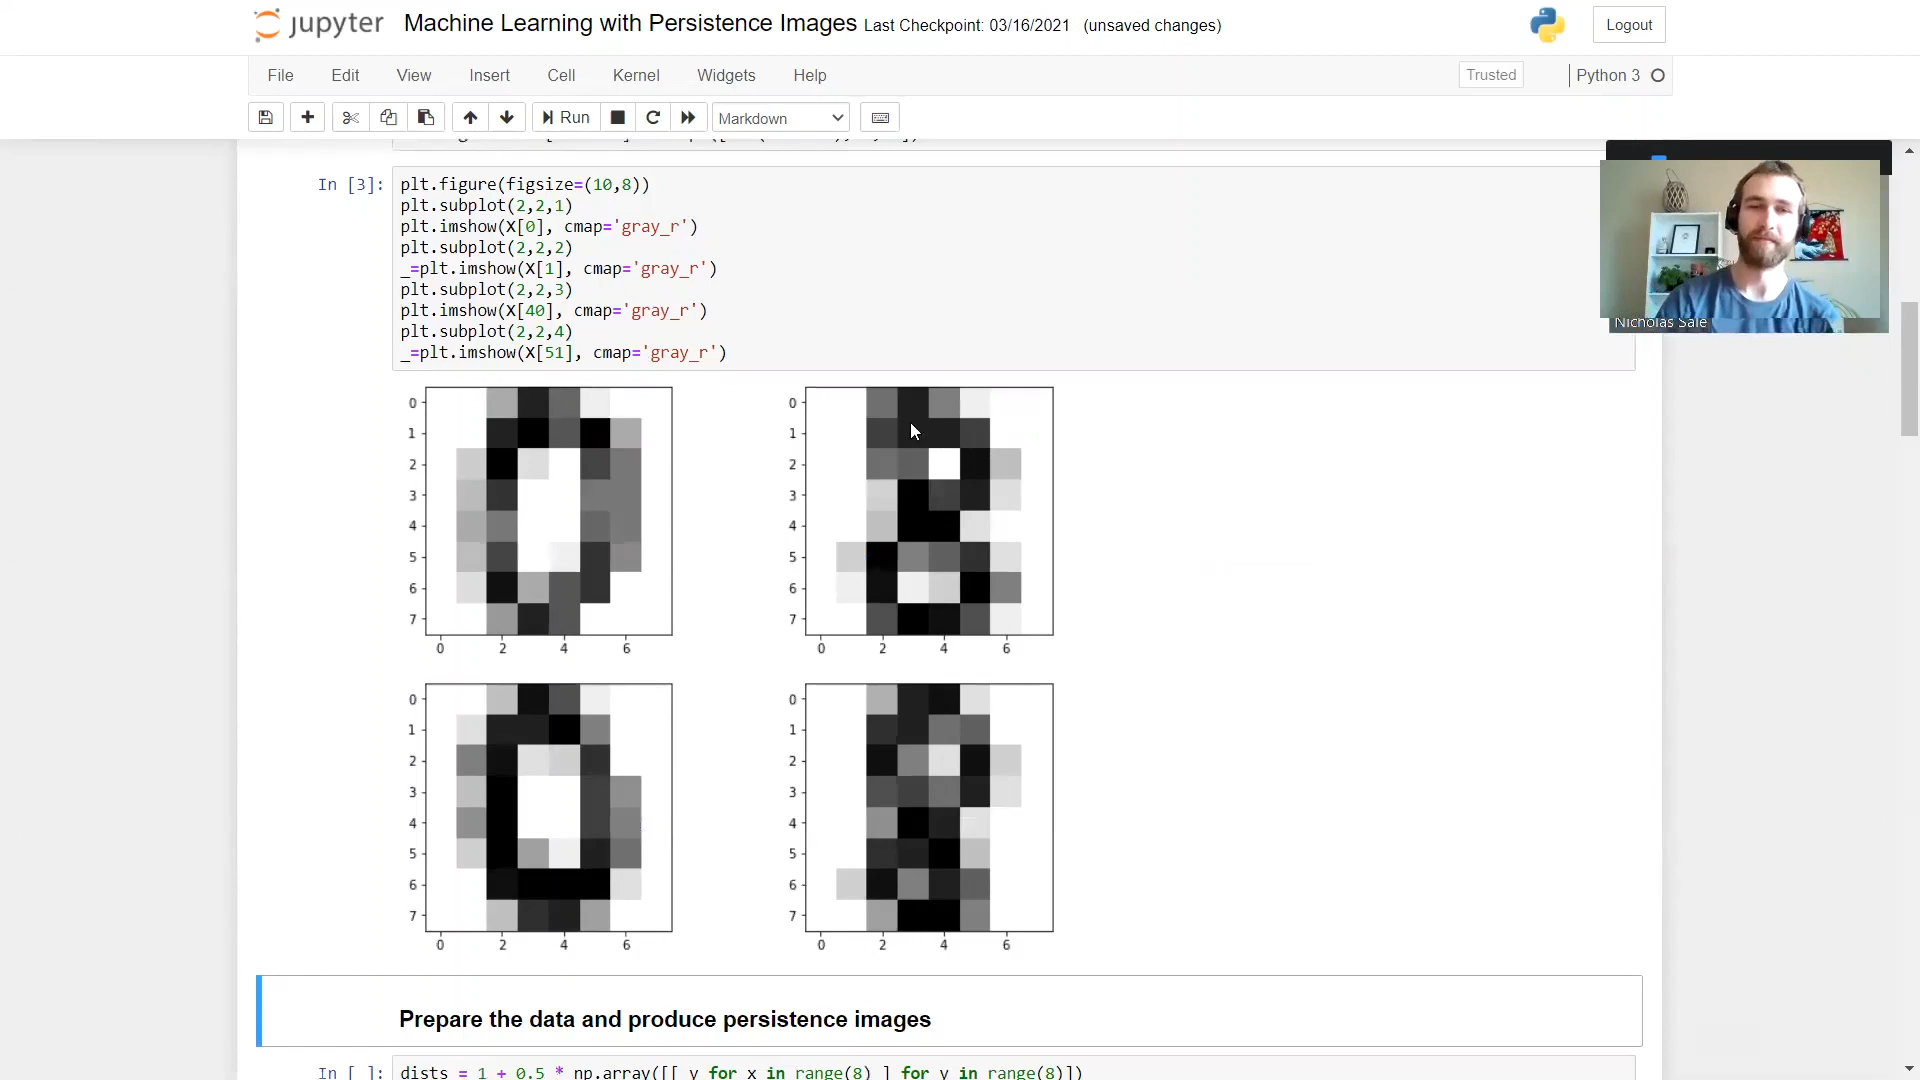 jupyter Machine Learning with Persistence Images Last Checkpoint: 03/16/2021 (unsaved changes) Logout
File Edit View Insert Cell Kernel Widgets Help Trusted Python 3
Run Markdown
In [3]: plt.figure(figsize=(10,8))
plt.subplot(2,2,1)
plt.imshow(X[0], cmap='gray_r')
plt.subplot(2,2,2)
_=plt.imshow(X[1], cmap='gray_r')
plt.subplot(2,2,3)
plt.imshow(X[40], cmap='gray_r')
plt.subplot(2,2,4)
_=plt.imshow(X[51], cmap='gray_r')
Nicholas Sale
0
1
2
3
4
5
6
7
0 2 4 6
0
1
2
3
4
5
6
7
0 2 4 6
0
1
2
3
4
5
6
7
0 2 4 6
0
1
2
3
4
5
6
7
0 2 4 6
Prepare the data and produce persistence images
In [ ]: dists = 1 + 0.5 * np.array([[ y for x in range(8) ] for y in range(8)])